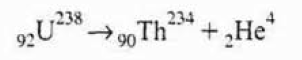 ₉₂U²³⁸ → ₉₀Th²³⁴ + ₂He⁴